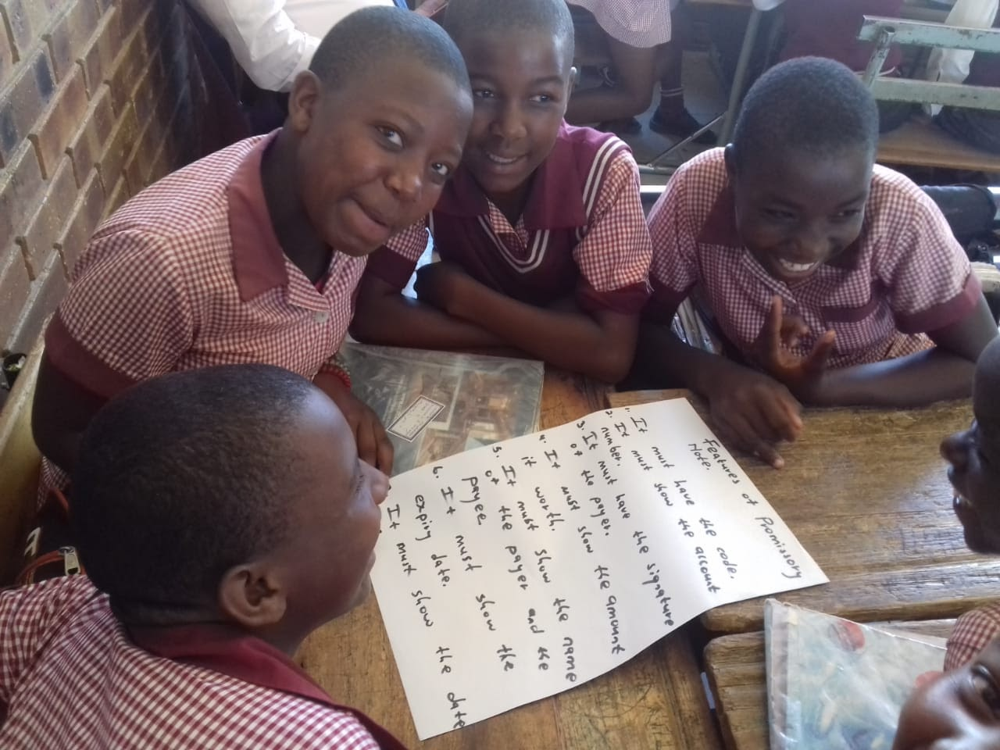 Features of Promissory
Note.
1. It must have the code.
2. It must show the account
number.
3. It must have the signature
of the payer.
4. It must show the amount
it worth.
5. It must show the name
of the payer and the
payee
6. It must show the
expiry date.
It must show the date